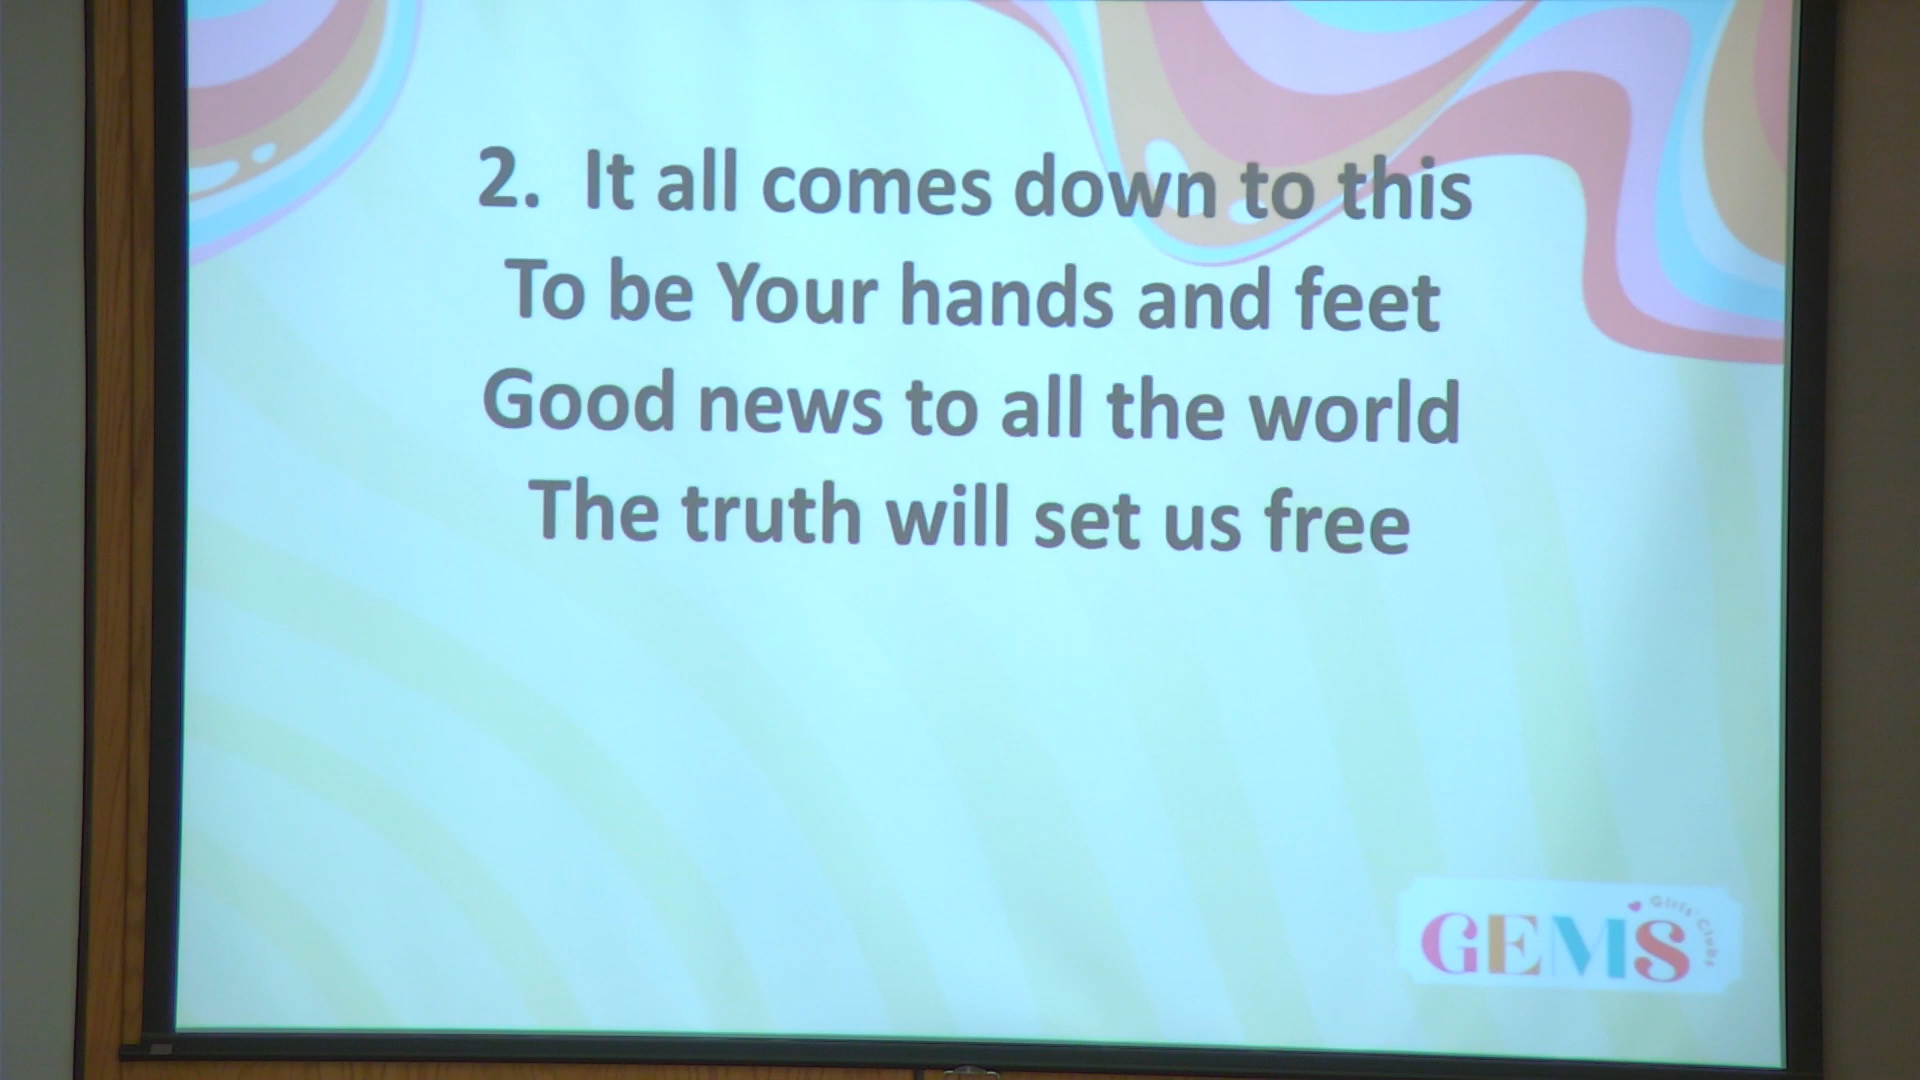 2. It all comes down to this
To be Your hands and feet
Good news to all the world
The truth will set us free
GEMS
Girls' Clubs